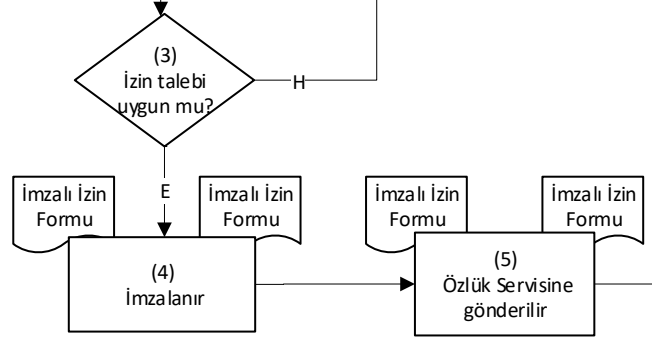 (3)
İzin talebi
uygun mu?
H
E
İmzalı İzin
Formu
İmzalı İzin
Formu
İmzalı İzin
Formu
İmzalı İzin
Formu
(4)
İmzalanır
(5)
Özlük Servisine
gönderilir